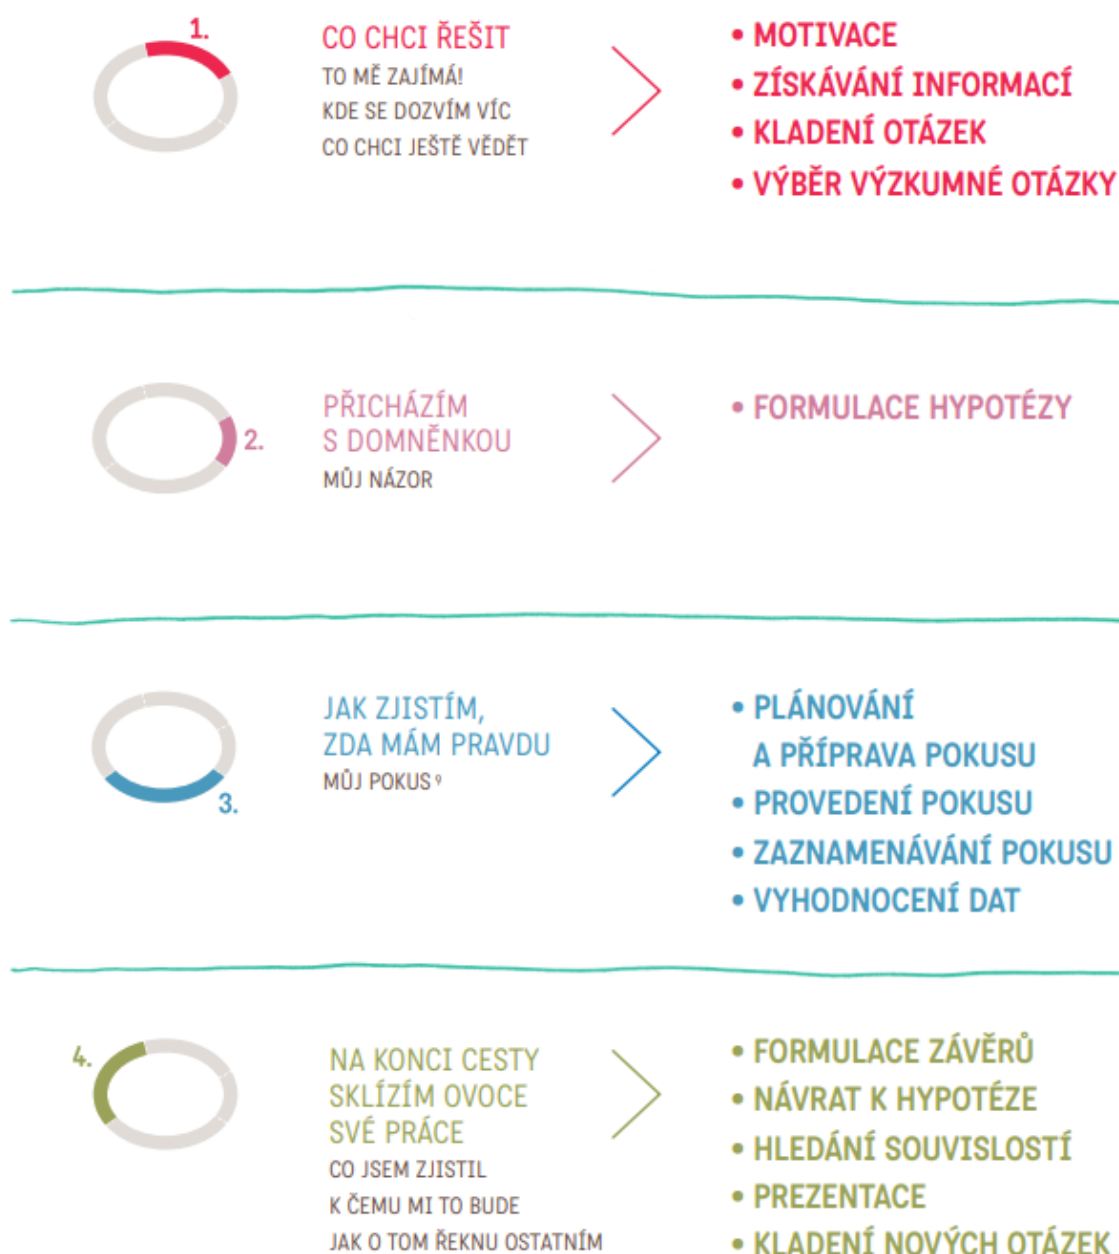 1.
CO CHCI ŘEŠIT
TO MĚ ZAJÍMÁ!
KDE SE DOZVÍM VÍC
CO CHCI JEŠTĚ VĚDĚT
• MOTIVACE
• ZÍSKÁVÁNÍ INFORMACÍ
• KLADENÍ OTÁZEK
• VÝBĚR VÝZKUMNÉ OTÁZKY
2.
PŘICHÁZÍM
S DOMNĚNKOU
MŮJ NÁZOR
• FORMULACE HYPOTÉZY
3.
JAK ZJISTÍM,
ZDA MÁM PRAVDU
MŮJ POKUS ⁹
• PLÁNOVÁNÍ
A PŘÍPRAVA POKUSU
• PROVEDENÍ POKUSU
• ZAZNAMENÁVÁNÍ POKUSU
• VYHODNOCENÍ DAT
4.
NA KONCI CESTY
SKLÍZÍM OVOCE
SVÉ PRÁCE
CO JSEM ZJISTIL
K ČEMU MI TO BUDE
JAK O TOM ŘEKNU OSTATNÍM
• FORMULACE ZÁVĚRŮ
• NÁVRAT K HYPOTÉZE
• HLEDÁNÍ SOUVISLOSTÍ
• PREZENTACE
• KLADENÍ NOVÝCH OTÁZEK